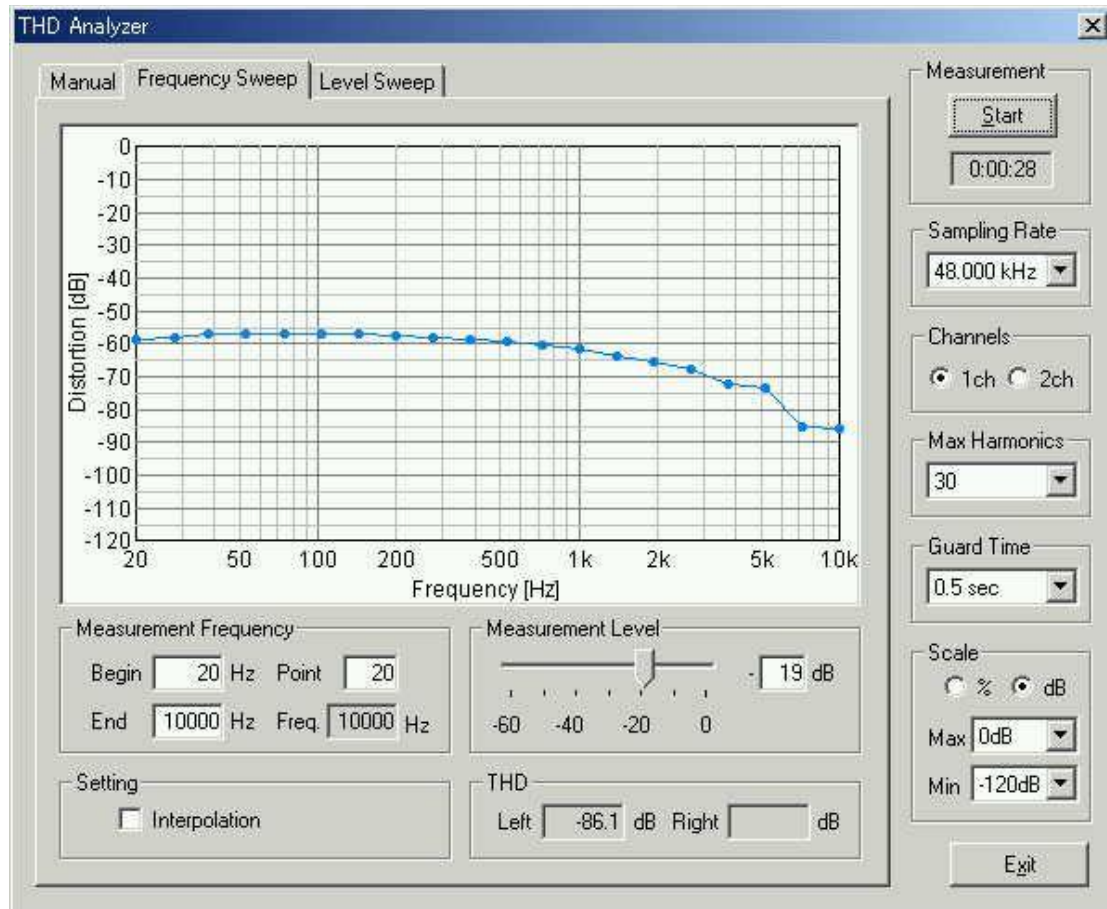 THD Analyzer
Manual
Frequency Sweep
Level Sweep
0
-10
-20
-30
-40
-50
-60
-70
-80
-90
-100
-110
-120
Distortion [dB]
20 50 100 200 500 1k 2k 5k 10k
Frequency [Hz]
Measurement Frequency
Begin 20 Hz Point 20
End 10000 Hz Freq. 10000 Hz
Measurement Level
- 19 dB
-60 -40 -20 0
Setting
Interpolation
THD
Left -86.1 dB Right dB
Measurement
Start
0:00:28
Sampling Rate
48.000 kHz
Channels
1ch 2ch
Max Harmonics
30
Guard Time
0.5 sec
Scale
% dB
Max 0dB
Min -120dB
Exit